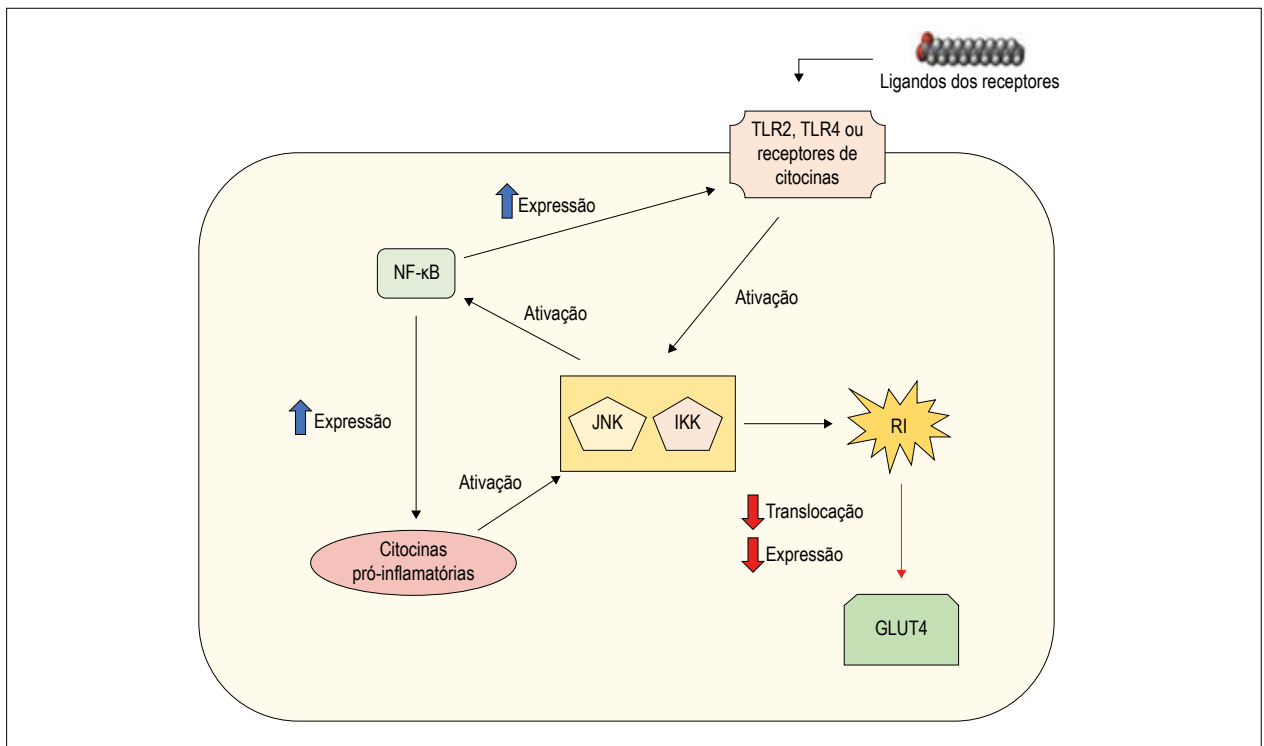 Ligandos dos receptores
TLR2, TLR4 ou
receptores de
citocinas
Expressão
NF-κB
Ativação
Ativação
Expressão
JNK
IKK
RI
Ativação
Translocação
Expressão
Citocinas
pró-inflamatórias
GLUT4